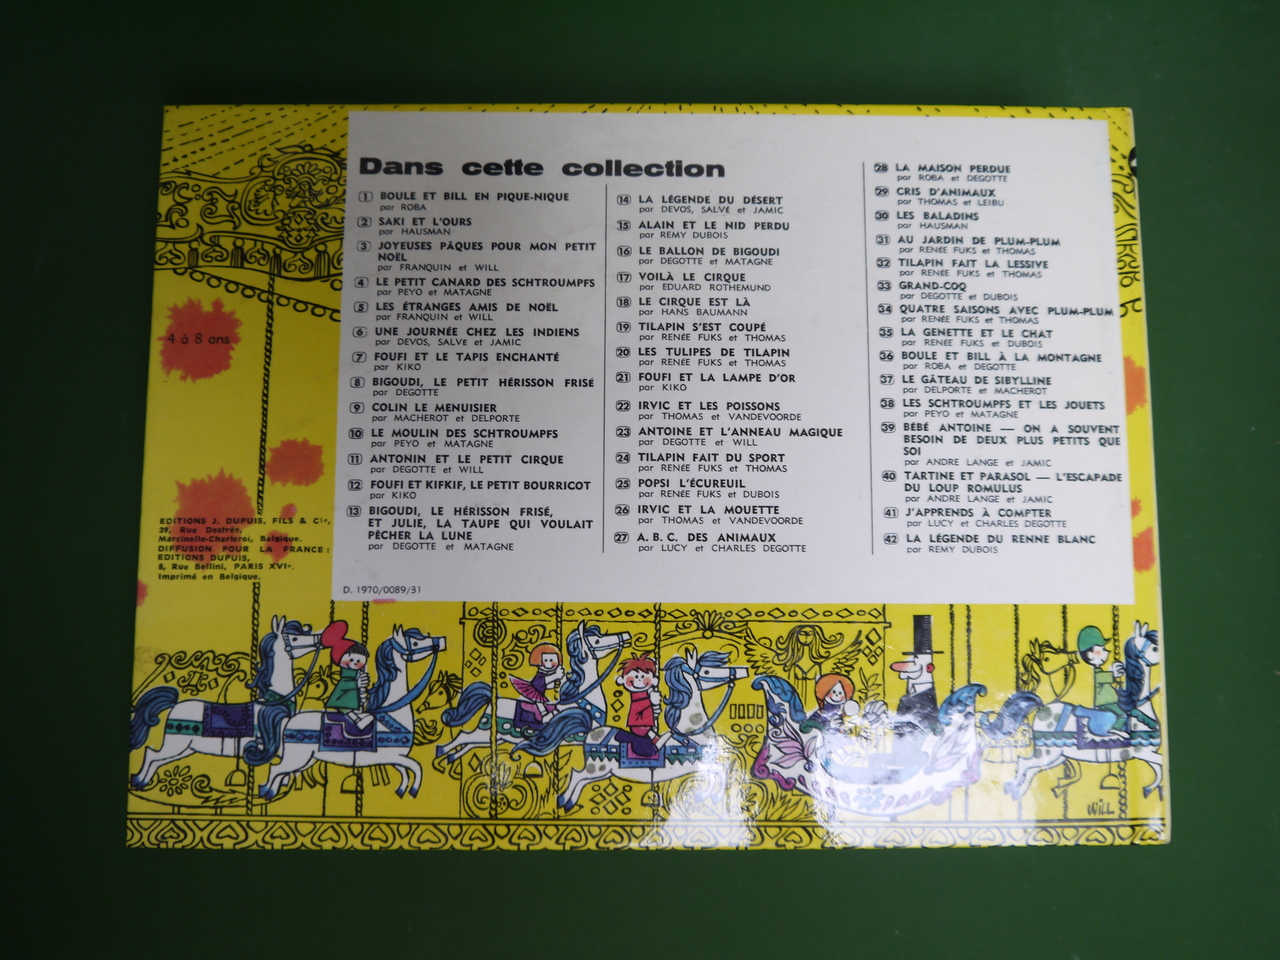 Dans cette collection
1 BOULE ET BILL EN PIQUE-NIQUE
par ROBA
2 SAKI ET L'OURS
par HAUSMAN
3 JOYEUSES PÂQUES POUR MON PETIT
NOËL
par FRANQUIN et WILL
4 LE PETIT CANARD DES SCHTROUMPFS
par PEYO et MATAGNE
5 LES ÉTRANGES AMIS DE NOËL
par FRANQUIN et WILL
6 UNE JOURNÉE CHEZ LES INDIENS
par DEVOS, SALVE et JAMIC
7 FOUFI ET LE TAPIS ENCHANTÉ
par KIKO
8 BIGOUDI, LE PETIT HÉRISSON FRISÉ
par DEGOTTE
9 COLIN LE MENUISIER
par MACHEROT et DELPORTE
10 LE MOULIN DES SCHTROUMPFS
par PEYO et MATAGNE
11 ANTONIN ET LE PETIT CIRQUE
par DEGOTTE et WILL
12 FOUFI ET KIFKIF, LE PETIT BOURRICOT
par KIKO
13 BIGOUDI, LE HÉRISSON FRISÉ,
ET JULIE, LA TAUPE QUI VOULAIT
PÊCHER LA LUNE
par DEGOTTE et MATAGNE
14 LA LÉGENDE DU DÉSERT
par DEVOS, SALVE et JAMIC
15 ALAIN ET LE NID PERDU
par REMY DUBOIS
16 LE BALLON DE BIGOUDI
par DEGOTTE et MATAGNE
17 VOILÀ LE CIRQUE
par EDUARD ROTHEMUND
18 LE CIRQUE EST LÀ
par HANS BAUMANN
19 TILAPIN S'EST COUPÉ
par RENÉE FUKS et THOMAS
20 LES TULIPES DE TILAPIN
par RENÉE FUKS et THOMAS
21 FOUFI ET LA LAMPE D'OR
par KIKO
22 IRVIC ET LES POISSONS
par THOMAS et VANDEVOORDE
23 ANTOINE ET L'ANNEAU MAGIQUE
par DEGOTTE et WILL
24 TILAPIN FAIT DU SPORT
par RENÉE FUKS et THOMAS
25 POPSI L'ÉCUREUIL
par RENÉE FUKS et DUBOIS
26 IRVIC ET LA MOUETTE
par THOMAS et VANDEVOORDE
27 A. B. C. DES ANIMAUX
par LUCY et CHARLES DEGOTTE
28 LA MAISON PERDUE
par ROBA et DEGOTTE
29 CRIS D'ANIMAUX
par THOMAS et LEIBU
30 LES BALADINS
par HAUSMAN
31 AU JARDIN DE PLUM-PLUM
par RENÉE FUKS et THOMAS
32 TILAPIN FAIT LA LESSIVE
par RENÉE FUKS et THOMAS
33 GRAND-COQ
par DEGOTTE et DUBOIS
34 QUATRE SAISONS AVEC PLUM-PLUM
par RENÉE FUKS et THOMAS
35 LA GENETTE ET LE CHAT
par RENÉE FUKS et DUBOIS
36 BOULE ET BILL À LA MONTAGNE
par ROBA et DEGOTTE
37 LE GÂTEAU DE SIBYLLINE
par DELPORTE et MACHEROT
38 LES SCHTROUMPFS ET LES JOUETS
par PEYO et MATAGNE
39 BÉBÉ ANTOINE — ON A SOUVENT
BESOIN DE DEUX PLUS PETITS QUE
SOI
par ANDRE LANGE et JAMIC
40 TARTINE ET PARASOL — L'ESCAPADE
DU LOUP ROMULUS
par ANDRE LANGE et JAMIC
41 J'APPRENDS À COMPTER
par LUCY et CHARLES DEGOTTE
42 LA LÉGENDE DU RENNE BLANC
par REMY DUBOIS
4 à 8 ans
EDITIONS J. DUPUIS, FILS & Cie,
39, Rue Destrée,
Marcinelle-Charleroi, Belgique.
DIFFUSION POUR LA FRANCE :
EDITIONS DUPUIS,
8, Rue Bellini, PARIS XVIe.
Imprimé en Belgique.
D. 1970/0089/31
WILL